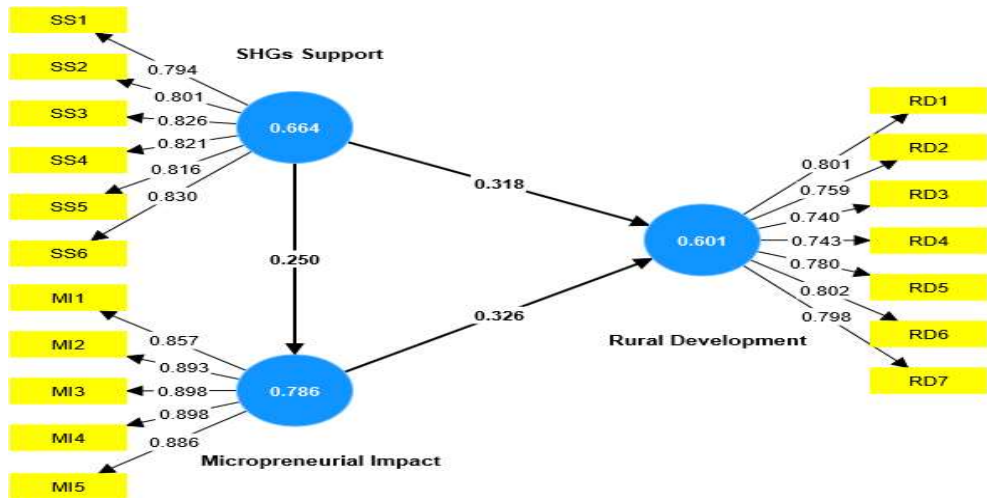 SS1
SS2
SS3
SS4
SS5
SS6
0.794
0.801
0.826
0.821
0.816
0.830
SHGs Support
0.664
0.318
0.250
0.326
MI1
MI2
MI3
MI4
MI5
0.857
0.893
0.898
0.898
0.886
0.786
Micropreneurial Impact
0.601
Rural Development
0.801
0.759
0.740
0.743
0.780
0.802
0.798
RD1
RD2
RD3
RD4
RD5
RD6
RD7